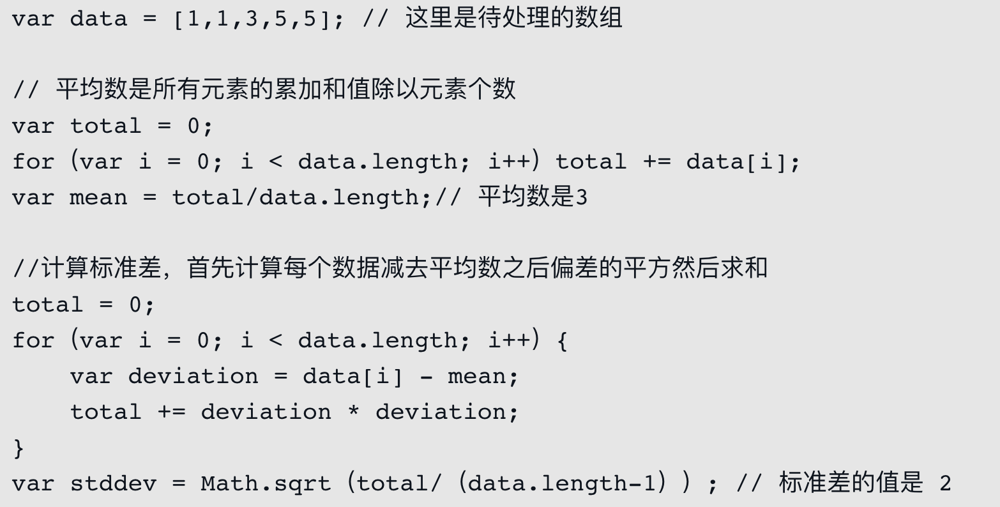 var data = [1,1,3,5,5]; // 这里是待处理的数组
// 平均数是所有元素的累加和值除以元素个数
var total = 0;
for (var i = 0; i < data.length; i++) total += data[i];
var mean = total/data.length;// 平均数是3
//计算标准差，首先计算每个数据减去平均数之后偏差的平方然后求和
total = 0;
for (var i = 0; i < data.length; i++) {
    var deviation = data[i] - mean;
    total += deviation * deviation;
}
var stddev = Math.sqrt（total/（data.length-1））; // 标准差的值是 2